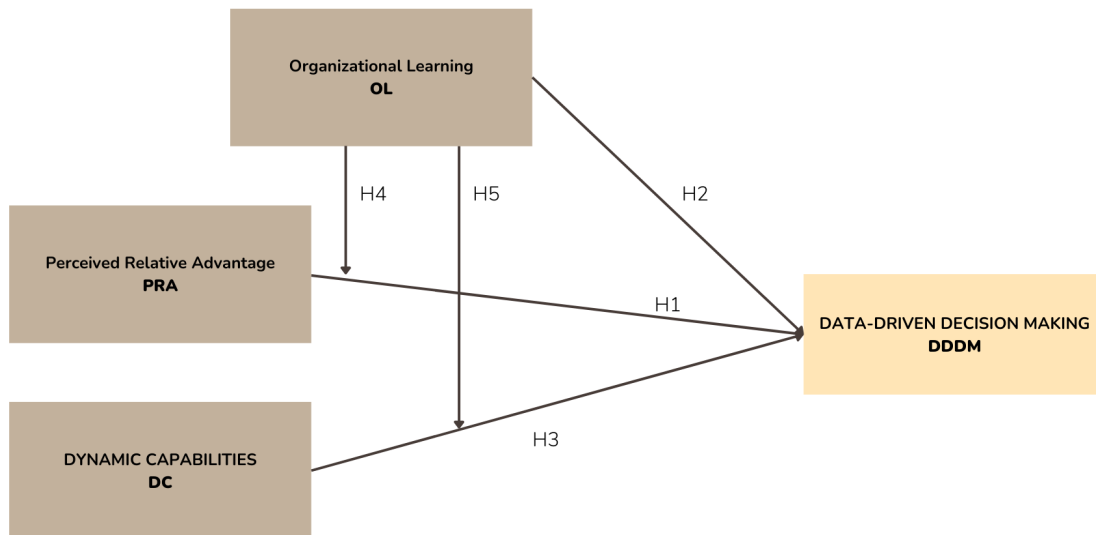 Organizational Learning
OL
H4
H5
H2
Perceived Relative Advantage
PRA
H1
DATA-DRIVEN DECISION MAKING
DDDM
H3
DYNAMIC CAPABILITIES
DC